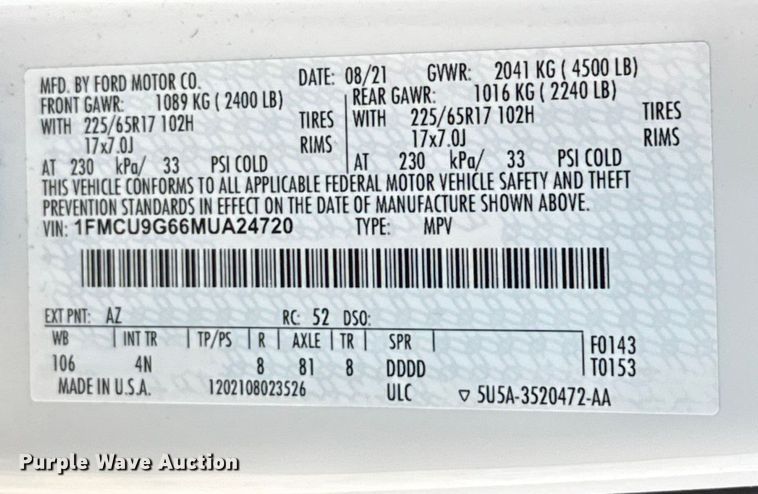 MFD. BY FORD MOTOR CO. DATE: 08/21 GVWR: 2041 KG ( 4500 LB)
FRONT GAWR: 1089 KG ( 2400 LB) REAR GAWR: 1016 KG ( 2240 LB)
WITH 225/65R17 102H TIRES WITH 225/65R17 102H TIRES
17x7.0J RIMS 17x7.0J RIMS
AT 230 kPa/ 33 PSI COLD AT 230 kPa/ 33 PSI COLD
THIS VEHICLE CONFORMS TO ALL APPLICABLE FEDERAL MOTOR VEHICLE SAFETY AND THEFT
PREVENTION STANDARDS IN EFFECT ON THE DATE OF MANUFACTURE SHOWN ABOVE.
VIN: 1FMCU9G66MUA24720 TYPE: MPV
EXT PNT: AZ RC: 52 DSO:
WB INT TR TP/PS R AXLE TR SPR F0143
106 4N 8 81 8 DDDD T0153
MADE IN U.S.A. 1202108023526 ULC ▽ 5U5A-3520472-AA
Purple Wave Auction